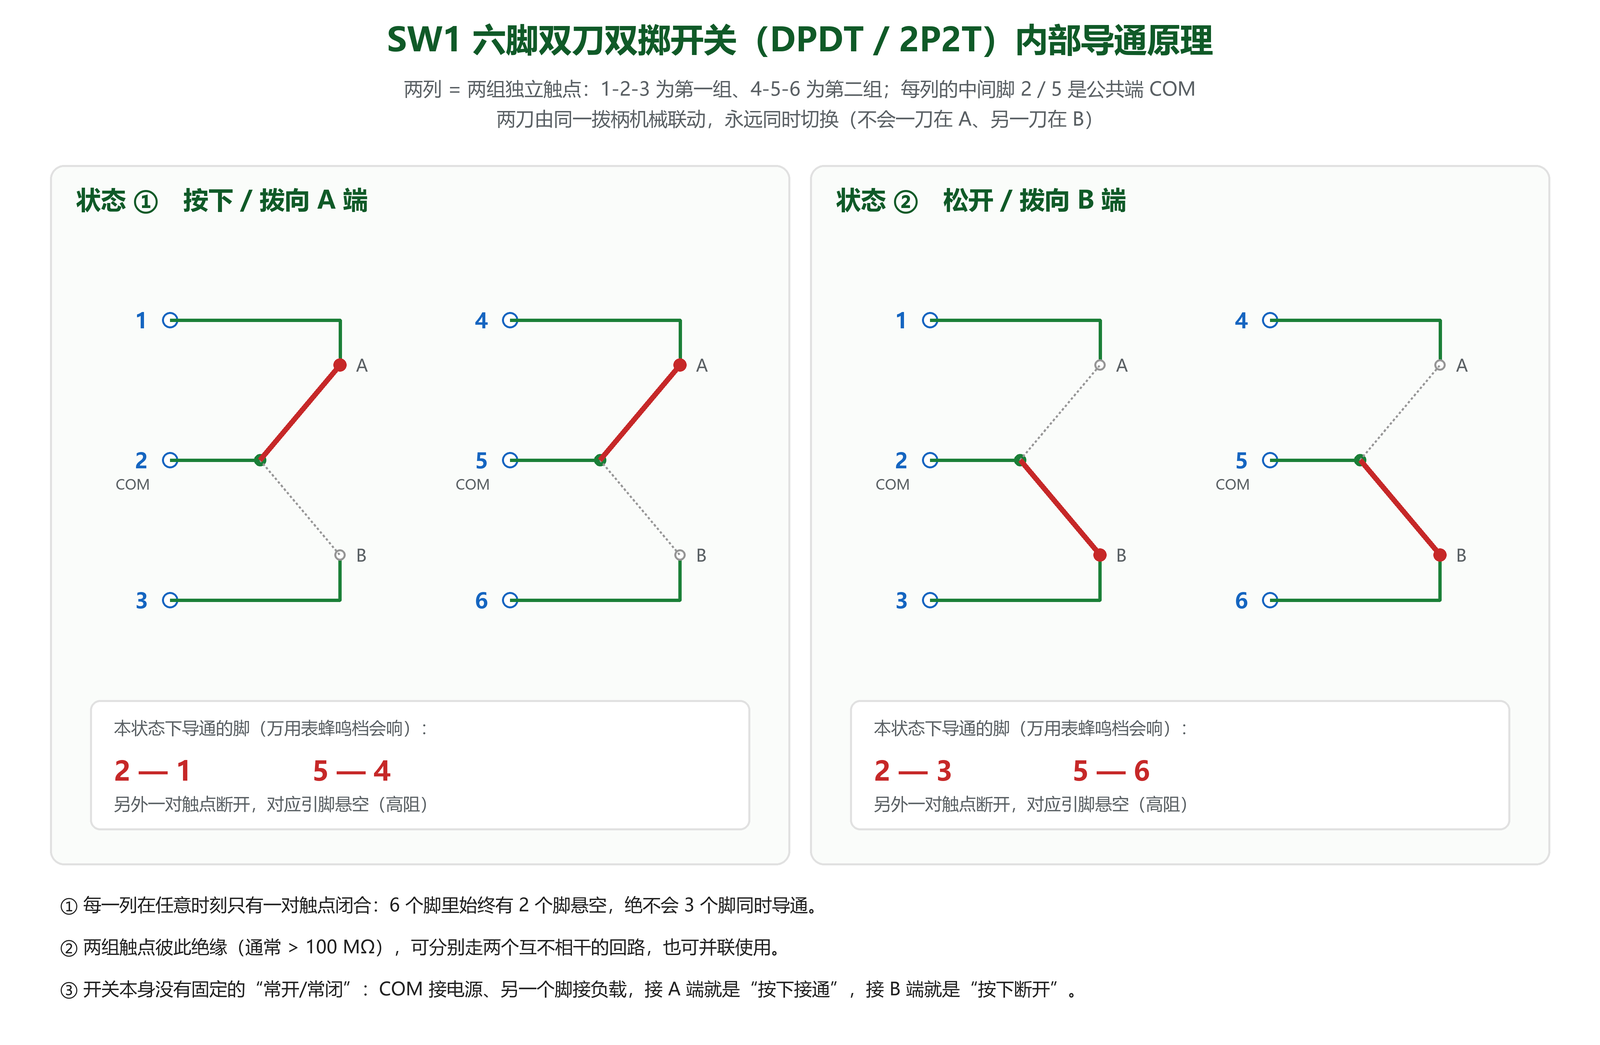 SW1 六脚双刀双掷开关（DPDT / 2P2T）内部导通原理
两列 = 两组独立触点：1-2-3 为第一组、4-5-6 为第二组；每列的中间脚 2 / 5 是公共端 COM
两刀由同一拨柄机械联动，永远同时切换（不会一刀在 A、另一刀在 B）
状态 ① 按下 / 拨向 A 端
1
A
2
COM
B
3
4
A
5
COM
B
6
本状态下导通的脚（万用表蜂鸣档会响）：
2 — 1 5 — 4
另外一对触点断开，对应引脚悬空（高阻）
状态 ② 松开 / 拨向 B 端
1
A
2
COM
B
3
4
A
5
COM
B
6
本状态下导通的脚（万用表蜂鸣档会响）：
2 — 3 5 — 6
另外一对触点断开，对应引脚悬空（高阻）
① 每一列在任意时刻只有一对触点闭合：6 个脚里始终有 2 个脚悬空，绝不会 3 个脚同时导通。
② 两组触点彼此绝缘（通常 > 100 MΩ），可分别走两个互不相干的回路，也可并联使用。
③ 开关本身没有固定的“常开/常闭”：COM 接电源、另一个脚接负载，接 A 端就是“按下接通”，接 B 端就是“按下断开”。